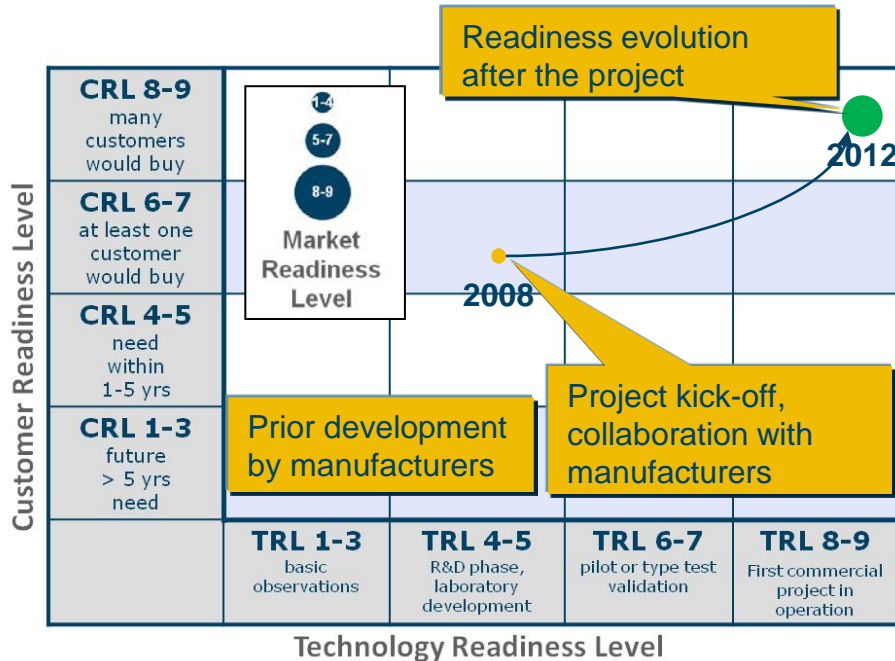 Readiness evolution
after the project
CRL 8-9
many
customers
would buy
1-4
5-7
8-9
Market
Readiness
Level
2012
CRL 6-7
at least one
customer
would buy
2008
CRL 4-5
need
within
1-5 yrs
Project kick-off,
collaboration with
manufacturers
Prior development
by manufacturers
CRL 1-3
future
> 5 yrs
need
Customer Readiness Level
TRL 1-3
basic
observations
TRL 4-5
R&D phase,
laboratory
development
TRL 6-7
pilot or type test
validation
TRL 8-9
First commercial
project in
operation
Technology Readiness Level